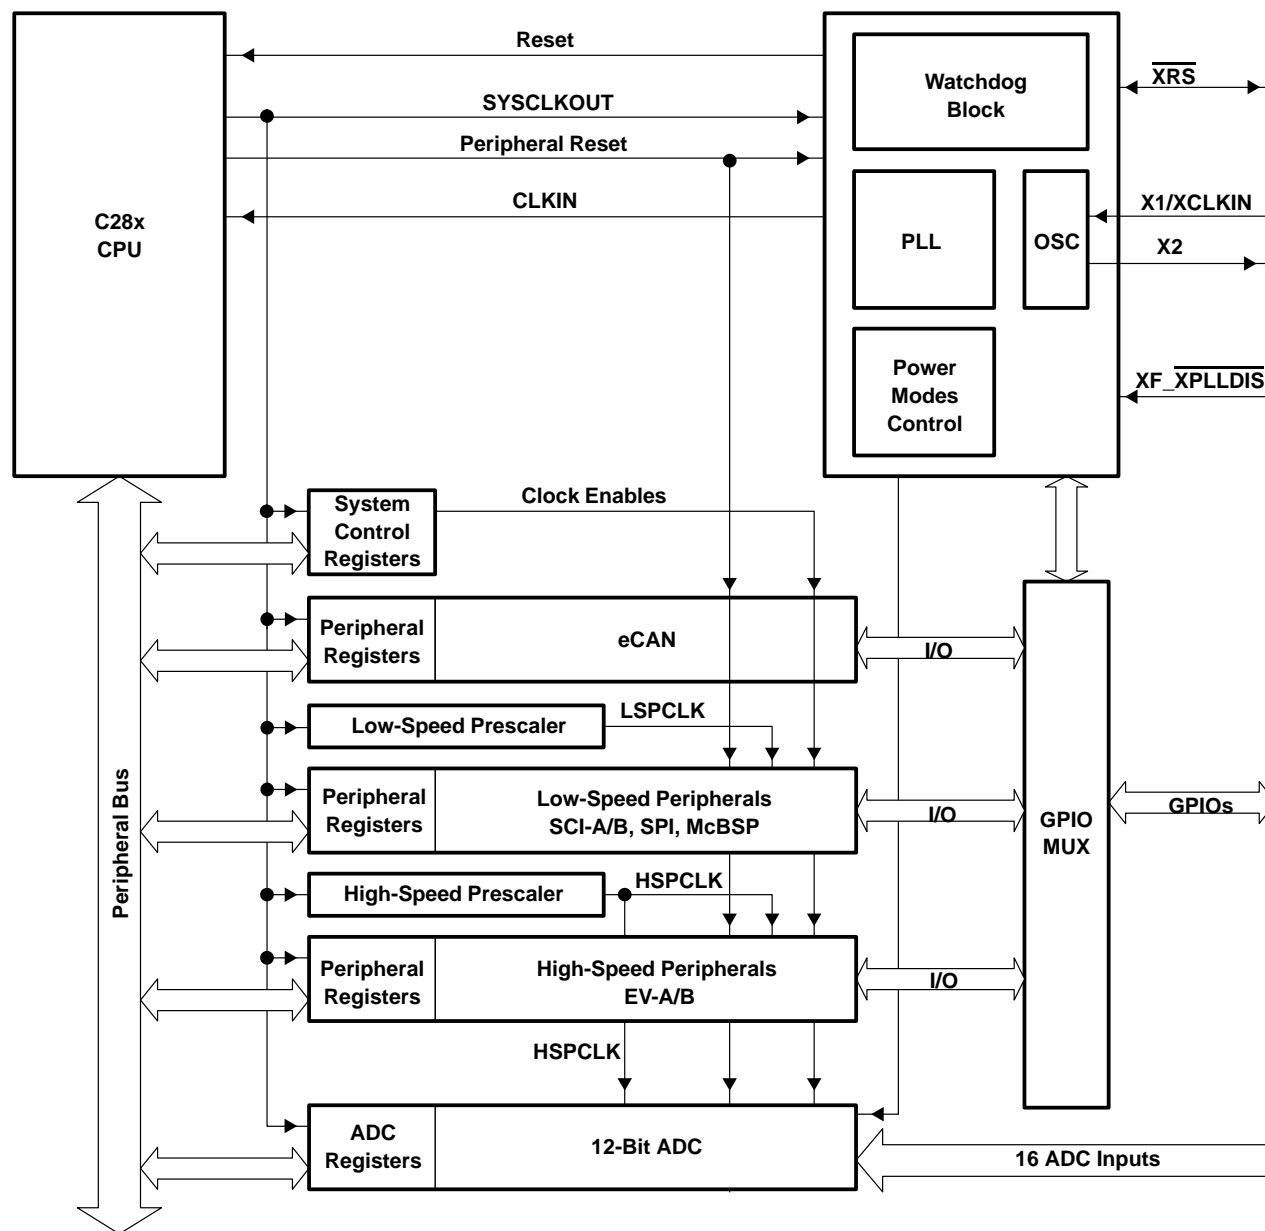 Reset
Watchdog
Block
XRS
SYSCLKOUT
Peripheral Reset
C28x
CPU
CLKIN
PLL
OSC
X1/XCLKIN
X2
Power
Modes
Control
XF_XPLLDIS
System
Control
Registers
Clock Enables
Peripheral
Registers
eCAN
I/O
Low-Speed Prescaler
LSPCLK
Peripheral Bus
Peripheral
Registers
Low-Speed Peripherals
SCI-A/B, SPI, McBSP
I/O
GPIO
MUX
GPIOs
High-Speed Prescaler
HSPCLK
Peripheral
Registers
High-Speed Peripherals
EV-A/B
I/O
HSPCLK
ADC
Registers
12-Bit ADC
16 ADC Inputs